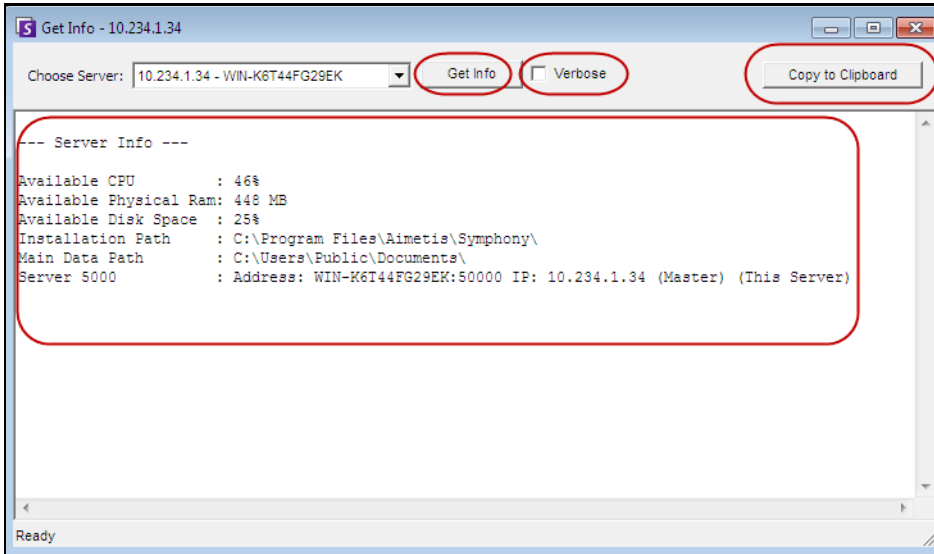 Get Info - 10.234.1.34
Choose Server: 10.234.1.34 - WIN-K6T44FG29EK Get Info Verbose Copy to Clipboard
--- Server Info ---
Available CPU : 46%
Available Physical Ram: 448 MB
Available Disk Space : 25%
Installation Path : C:\Program Files\Aimetis\Symphony\
Main Data Path : C:\Users\Public\Documents\
Server 5000 : Address: WIN-K6T44FG29EK:50000 IP: 10.234.1.34 (Master) (This Server)
Ready